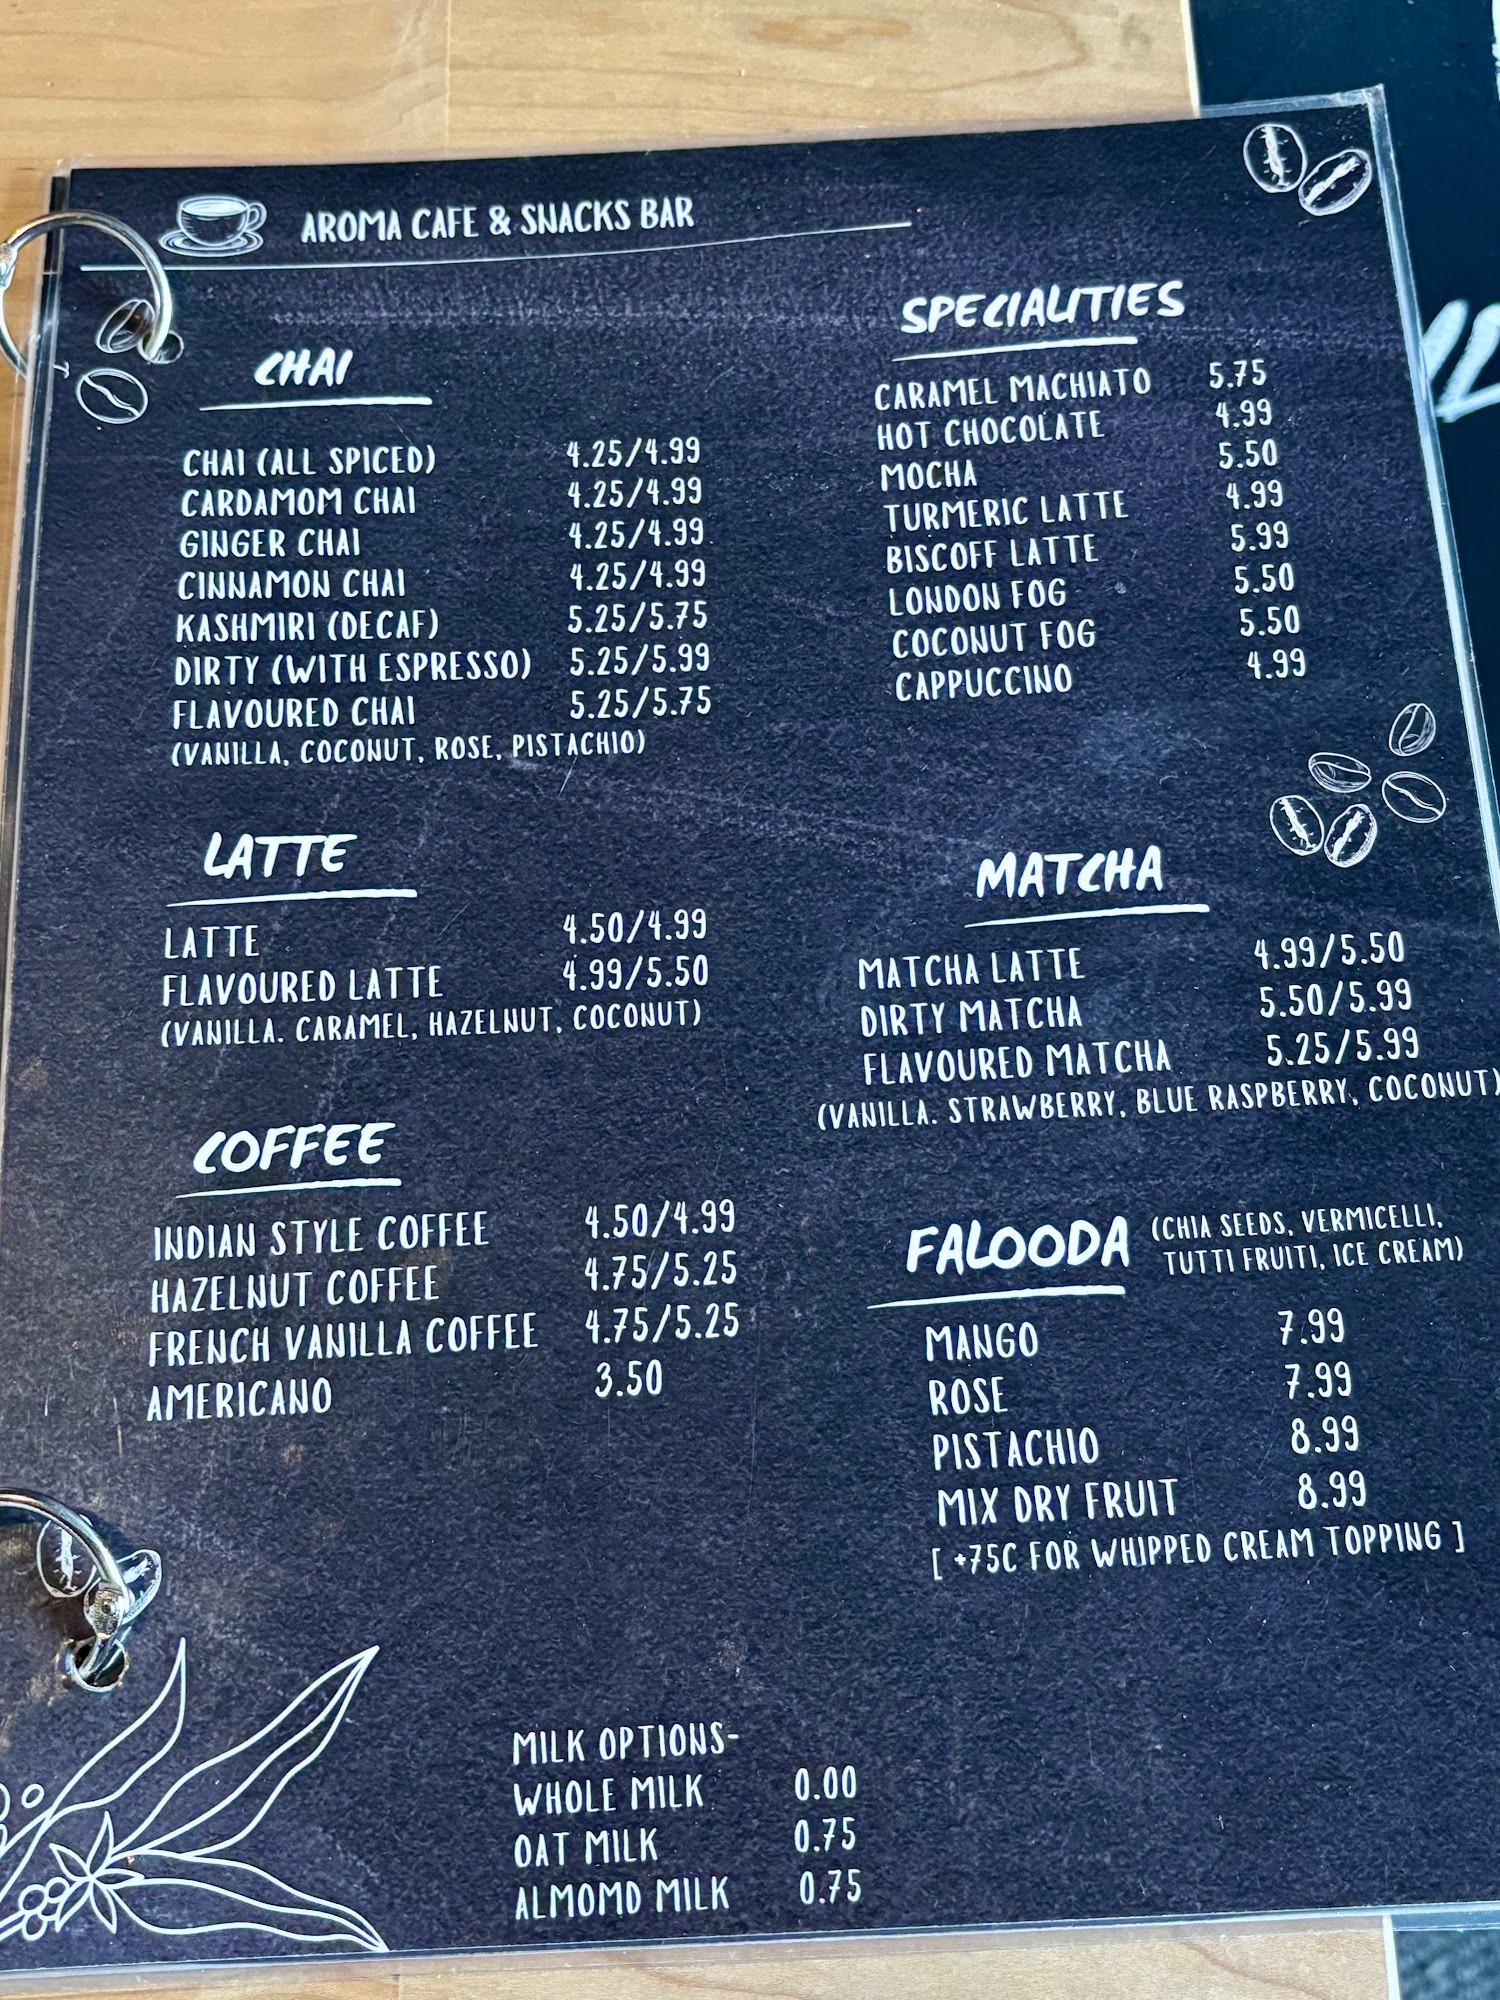 AROMA CAFE & SNACKS BAR
CHAI
CHAI (ALL SPICED) 4.25/4.99
CARDAMOM CHAI 4.25/4.99
GINGER CHAI 4.25/4.99
CINNAMON CHAI 4.25/4.99
KASHMIRI (DECAF) 5.25/5.75
DIRTY (WITH ESPRESSO) 5.25/5.99
FLAVOURED CHAI 5.25/5.75
(VANILLA, COCONUT, ROSE, PISTACHIO)
LATTE
LATTE 4.50/4.99
FLAVOURED LATTE 4.99/5.50
(VANILLA. CARAMEL, HAZELNUT, COCONUT)
COFFEE
INDIAN STYLE COFFEE 4.50/4.99
HAZELNUT COFFEE 4.75/5.25
FRENCH VANILLA COFFEE 4.75/5.25
AMERICANO 3.50
SPECIALITIES
CARAMEL MACHIATO 5.75
HOT CHOCOLATE 4.99
MOCHA 5.50
TURMERIC LATTE 4.99
BISCOFF LATTE 5.99
LONDON FOG 5.50
COCONUT FOG 5.50
CAPPUCCINO 4.99
MATCHA
MATCHA LATTE 4.99/5.50
DIRTY MATCHA 5.50/5.99
FLAVOURED MATCHA 5.25/5.99
(VANILLA. STRAWBERRY, BLUE RASPBERRY, COCONUT)
FALOODA (CHIA SEEDS, VERMICELLI,
TUTTI FRUITI, ICE CREAM)
MANGO 7.99
ROSE 7.99
PISTACHIO 8.99
MIX DRY FRUIT 8.99
[ +75C FOR WHIPPED CREAM TOPPING ]
MILK OPTIONS-
WHOLE MILK 0.00
OAT MILK 0.75
ALMOMD MILK 0.75